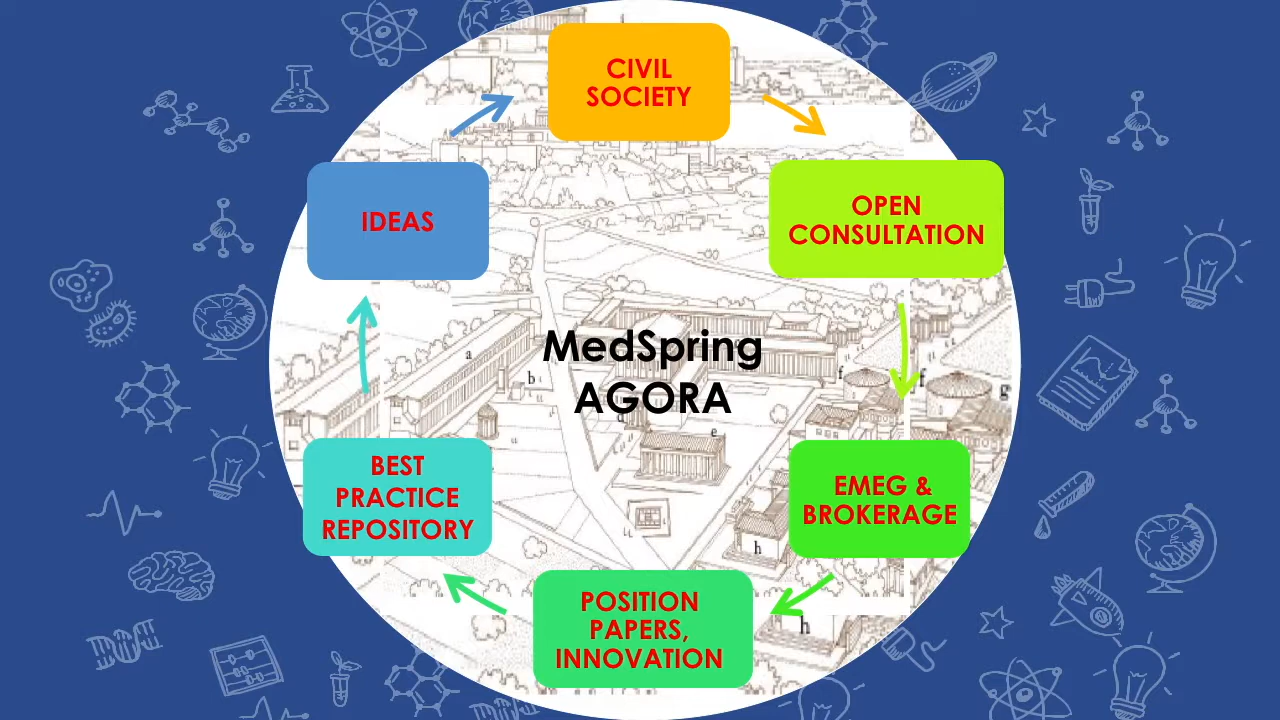 CIVIL
SOCIETY
IDEAS
OPEN
CONSULTATION
MedSpring
AGORA
a
b
f
f
g
e
BEST
PRACTICE
REPOSITORY
EMEG &
BROKERAGE
h
POSITION
PAPERS,
INNOVATION
h